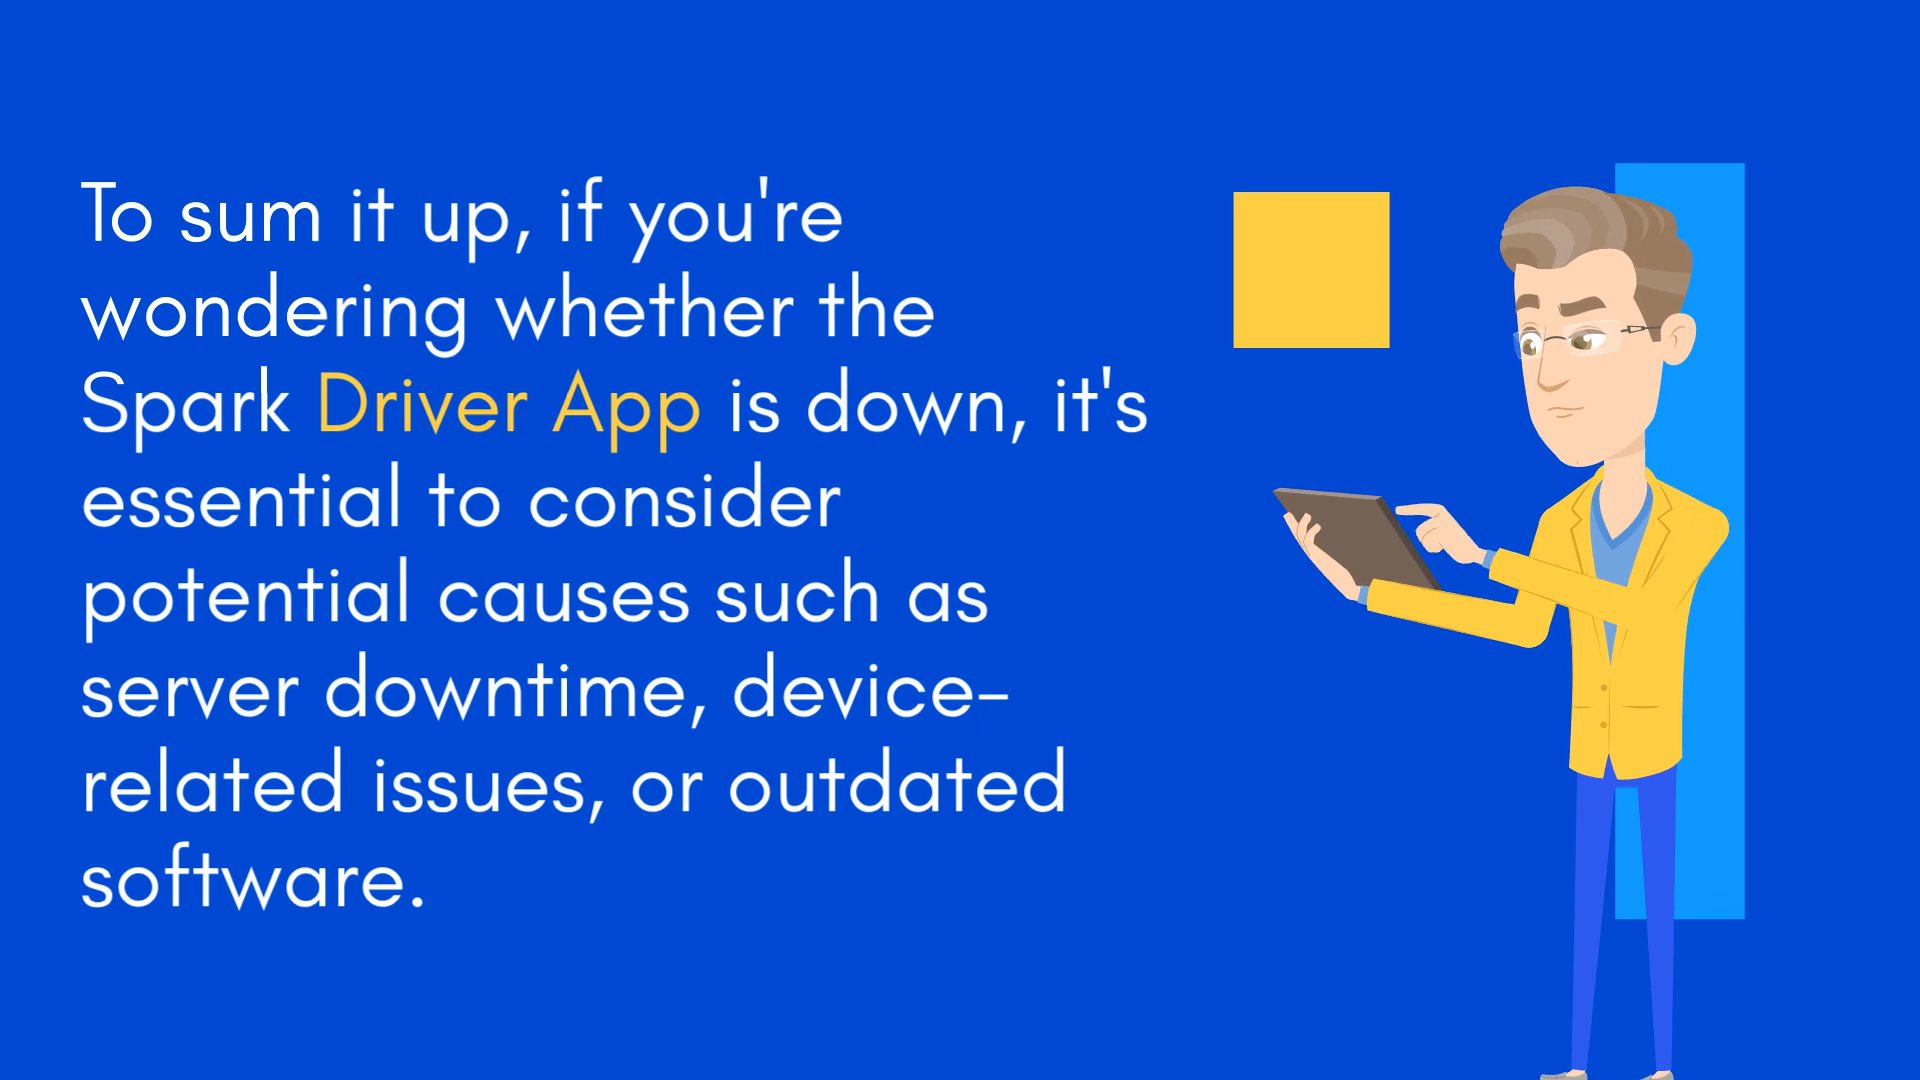 To sum it up, if you're
wondering whether the
Spark Driver App is down, it's
essential to consider
potential causes such as
server downtime, device-
related issues, or outdated
software.